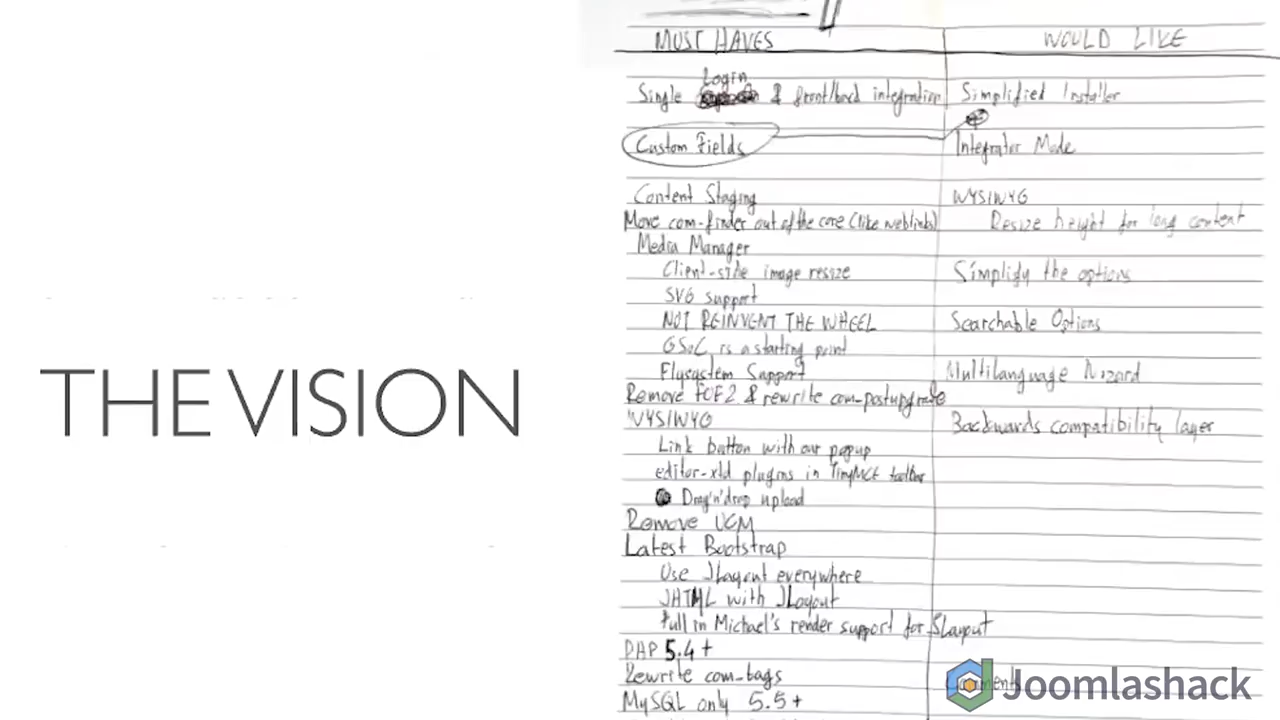 THE VISION
MUST HAVES
Single Login & front/back integration
Custom Fields
Content Staging
Move com-finder out of the core (like weblinks)
Media Manager
Client-side image resize
SVG support
NOT REINVENT THE WHEEL
GSoC is a starting point
Flysystem Support
Remove FOF2 & rewrite com-postupgrade
WYSIWYG
Link button with our popup
editor-xtd plugins in TinyMCE toolbar
Drag'n'drop upload
Remove UCM
Latest Bootstrap
Use JLayout everywhere
JHTML with JLayout
Pull in Michael's render support for JLayout
PHP 5.4+
Rewrite com-tags
MySQL only 5.5+
WOULD LIKE
Simplified Installer
Integrator Mode
WYSIWYG
Resize height for long content
Simplify the options
Searchable Options
Multilanguage Wizard
Backwards compatibility layer
Joomlashack